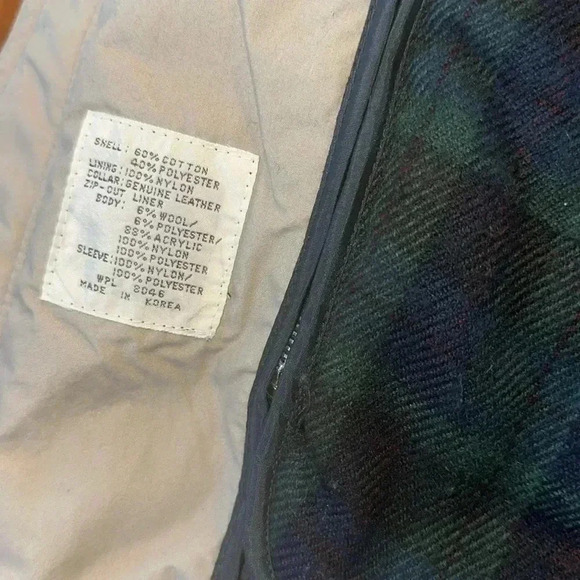 SHELL: 60% COTTON
40% POLYESTER
LINING: 100% NYLON
COLLAR: GENUINE LEATHER
ZIP-OUT LINER
BODY: 6% WOOL/
6% POLYESTER/
88% ACRYLIC
100% NYLON
100% POLYESTER
SLEEVE: 100% NYLON/
100% POLYESTER
WPL 8046
MADE IN KOREA